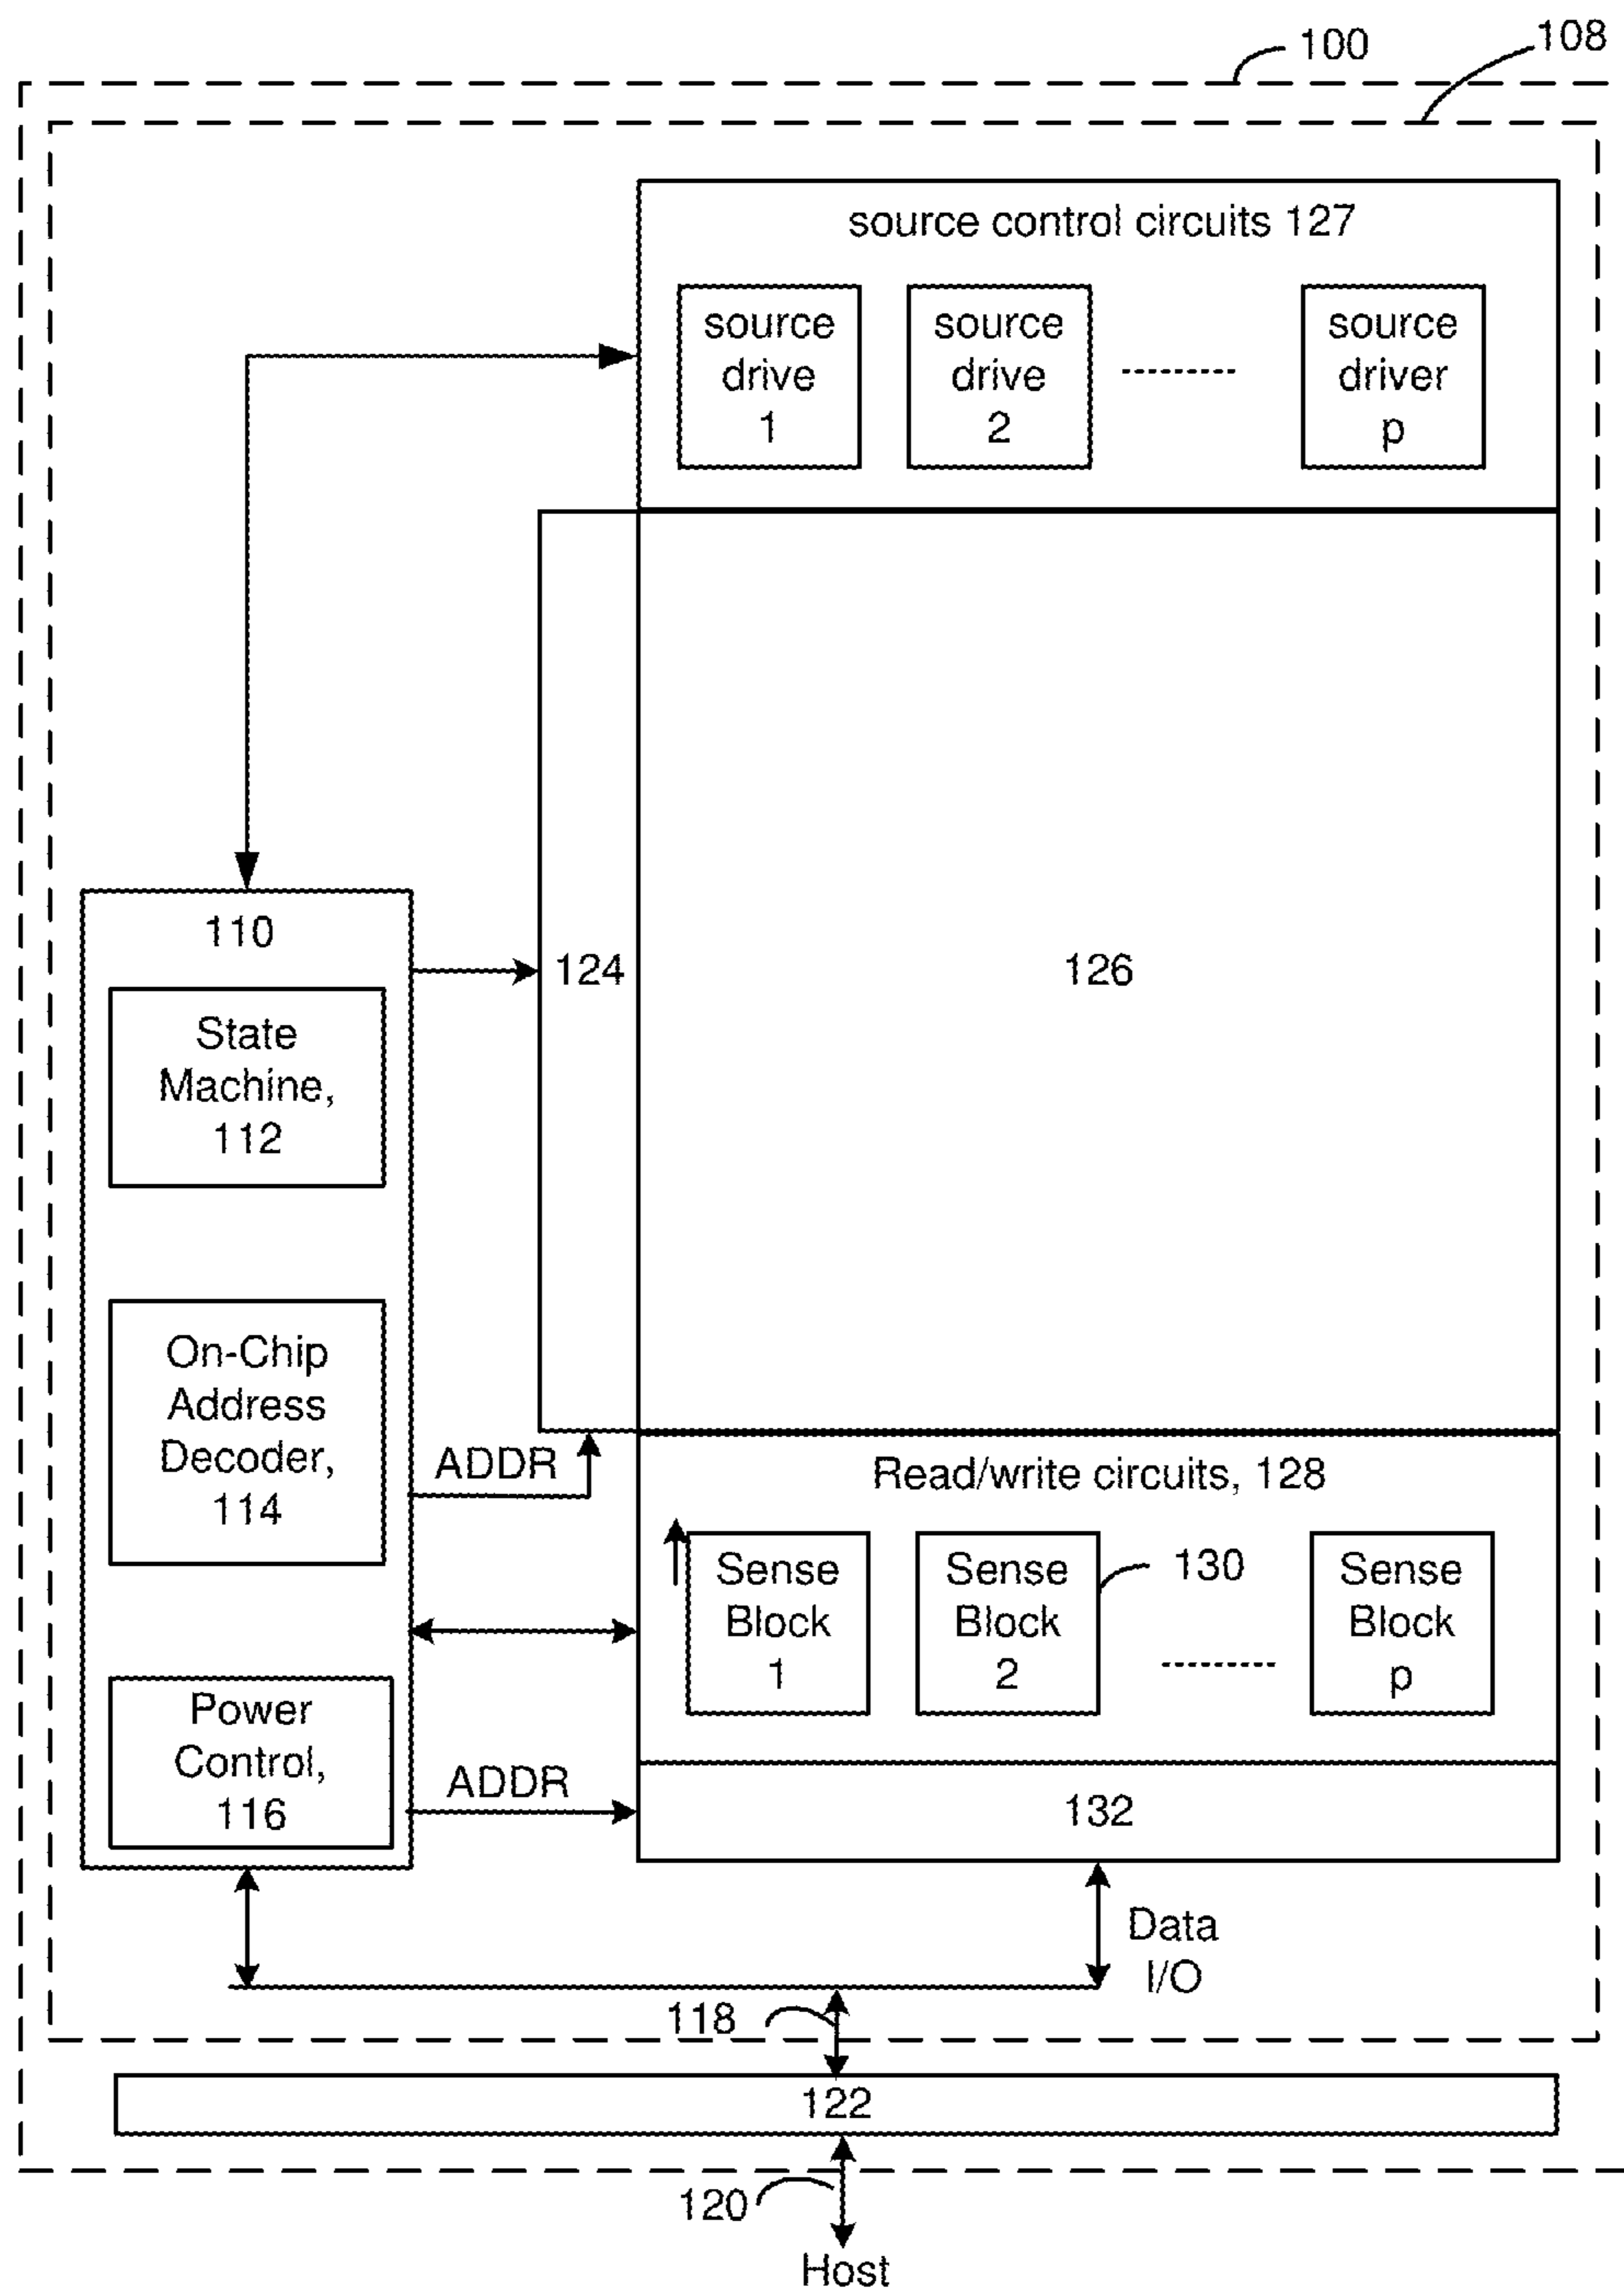 100
108
source control circuits 127
source
drive
1
source
drive
2
source
driver
p
110
124
126
State
Machine,
112
On-Chip
Address
Decoder,
114
ADDR
Read/write circuits, 128
Sense
Block
1
Sense
Block
2
130
Sense
Block
p
Power
Control,
116
ADDR
132
Data
I/O
118
122
120
Host